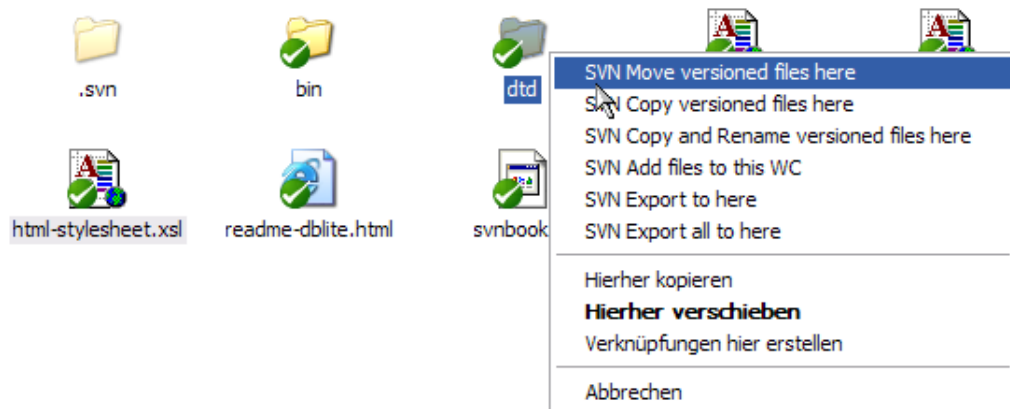 .svn
bin
dtd
html-stylesheet.xsl
readme-dblite.html
svnbook
SVN Move versioned files here
SVN Copy versioned files here
SVN Copy and Rename versioned files here
SVN Add files to this WC
SVN Export to here
SVN Export all to here
Hierher kopieren
Hierher verschieben
Verknüpfungen hier erstellen
Abbrechen